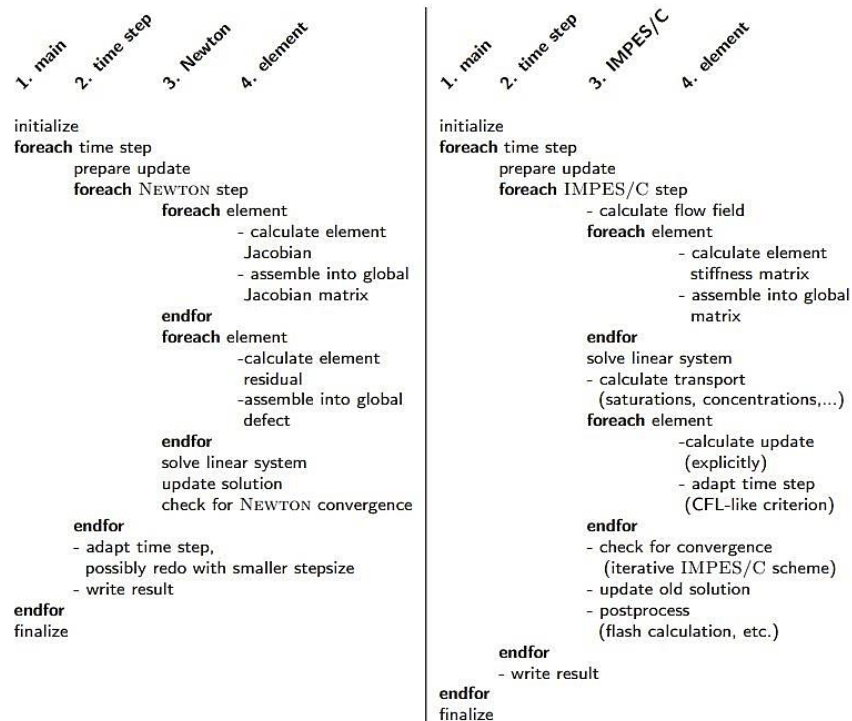 1. main
2. time step
3. Newton
4. element
initialize
foreach time step
prepare update
foreach NEWTON step
foreach element
- calculate element
Jacobian
- assemble into global
Jacobian matrix
endfor
foreach element
-calculate element
residual
-assemble into global
defect
endfor
solve linear system
update solution
check for NEWTON convergence
endfor
- adapt time step,
possibly redo with smaller stepsize
- write result
endfor
finalize
1. main
2. time step
3. IMPES/C
4. element
initialize
foreach time step
prepare update
foreach IMPES/C step
- calculate flow field
foreach element
- calculate element
stiffness matrix
- assemble into global
matrix
endfor
solve linear system
- calculate transport
(saturations, concentrations,...)
foreach element
-calculate update
(explicitly)
- adapt time step
(CFL-like criterion)
endfor
- check for convergence
(iterative IMPES/C scheme)
- update old solution
- postprocess
(flash calculation, etc.)
endfor
- write result
endfor
finalize